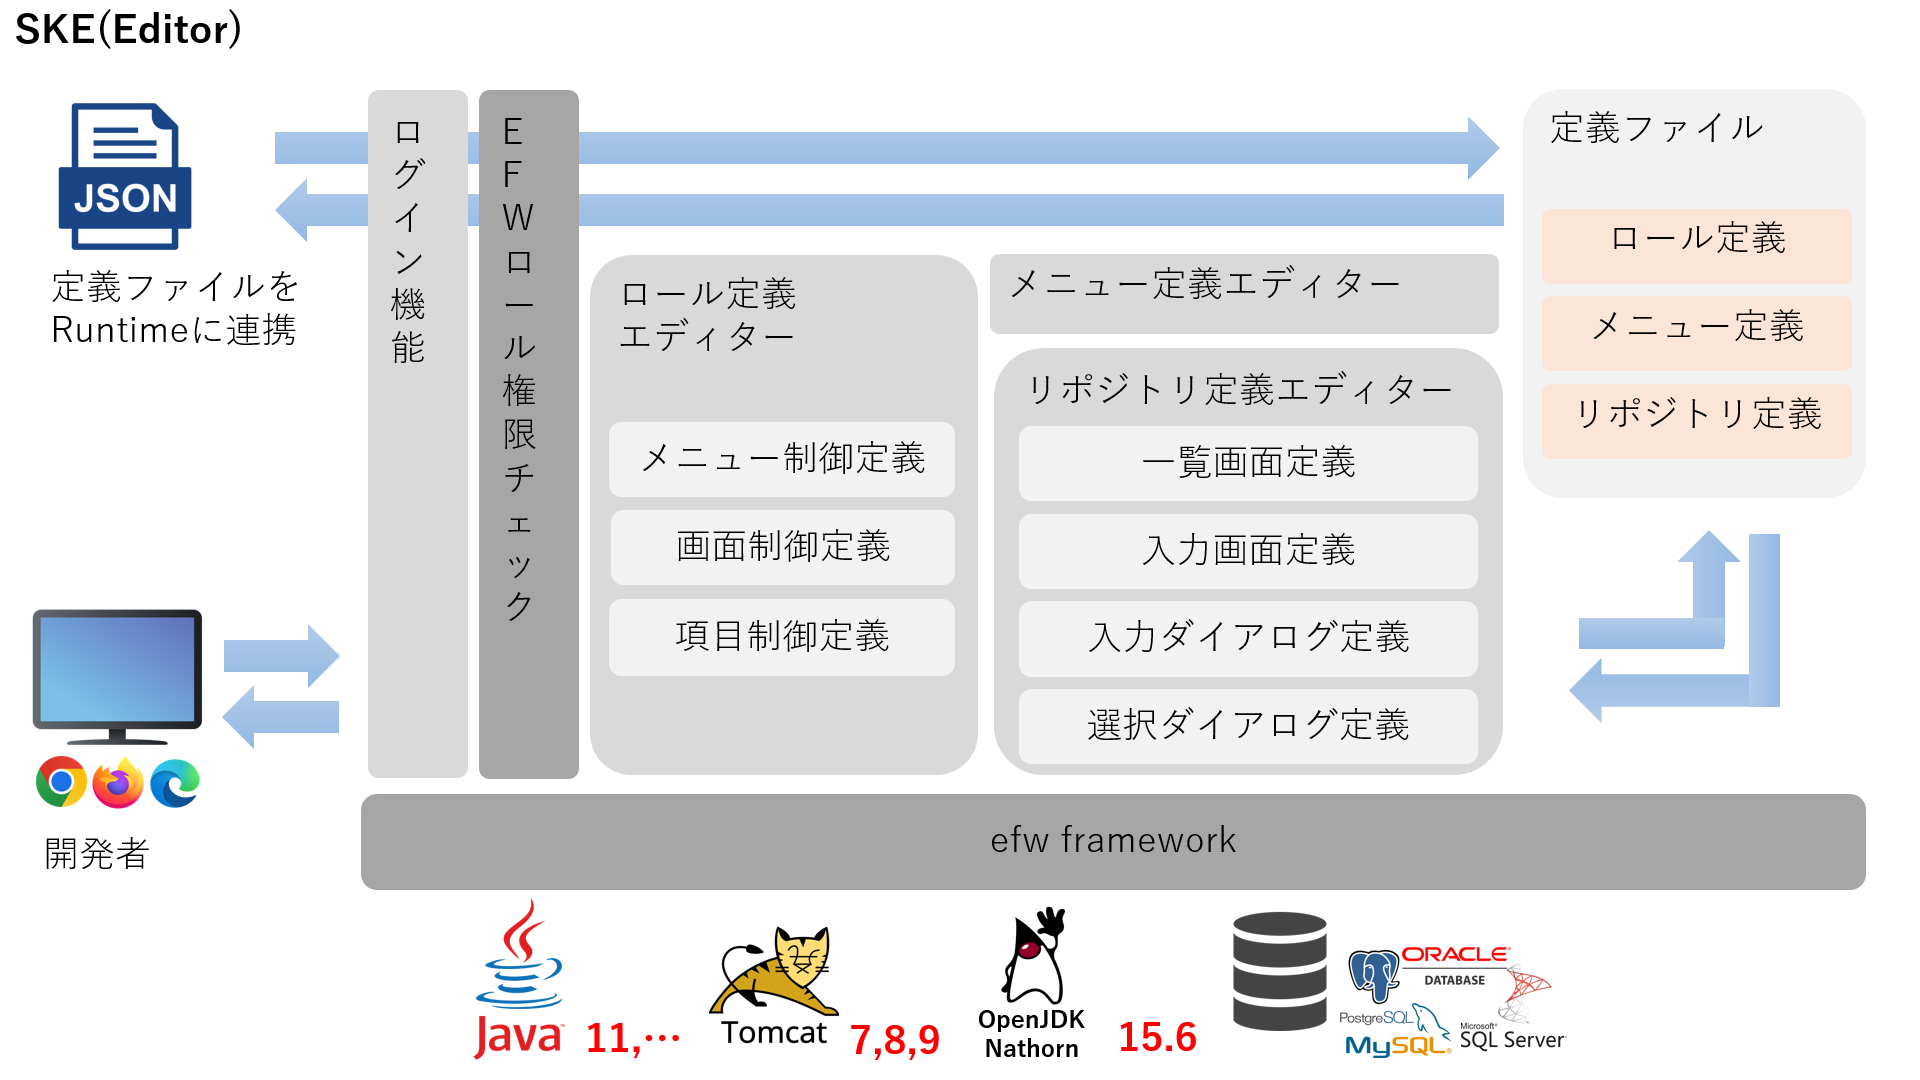 SKE(Editor)
JSON
定義ファイルを
Runtimeに連携
開発者
ログイン機能
EFWロール権限チェック
ロール定義
エディター
メニュー制御定義
画面制御定義
項目制御定義
メニュー定義エディター
リポジトリ定義エディター
一覧画面定義
入力画面定義
入力ダイアログ定義
選択ダイアログ定義
定義ファイル
ロール定義
メニュー定義
リポジトリ定義
efw framework
Java
11,…
Tomcat
7,8,9
OpenJDK
Nathorn
15.6
ORACLE
DATABASE
PostgreSQL
MySQL
Microsoft
SQL Server